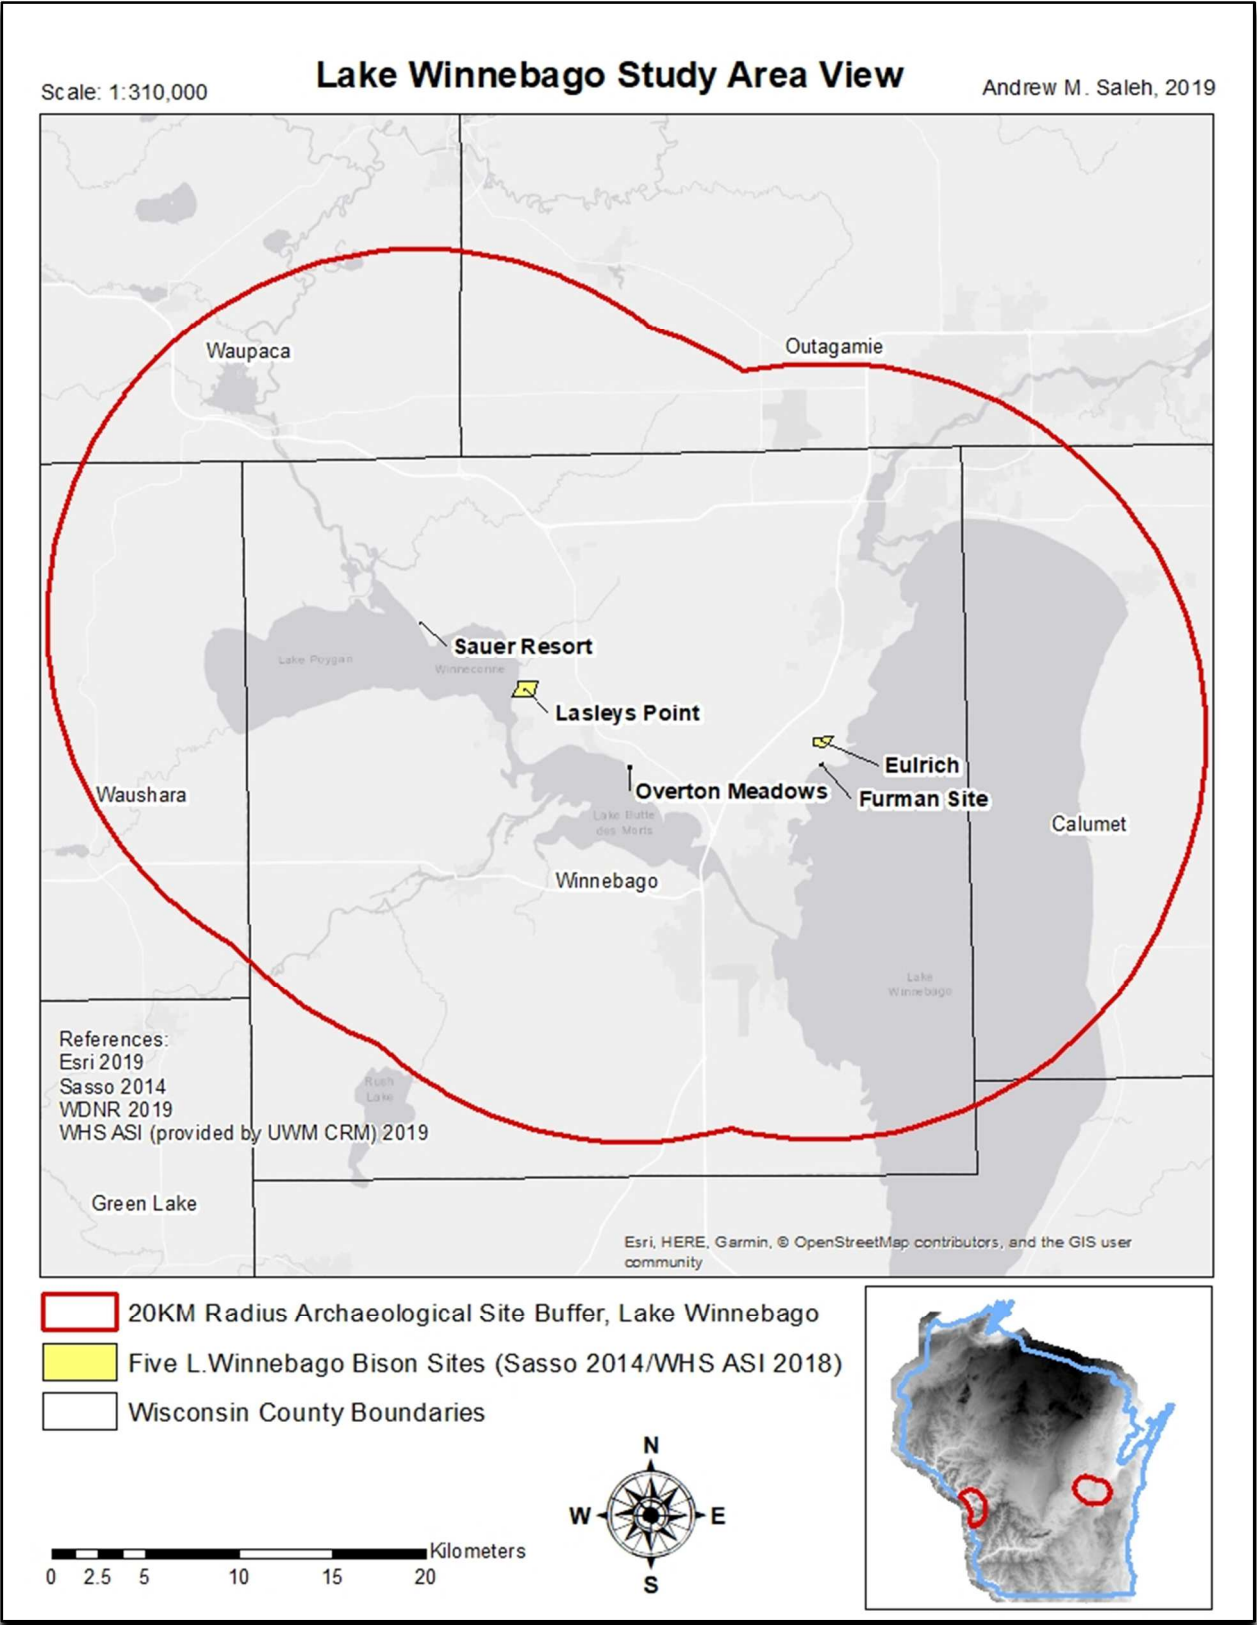 Lake Winnebago Study Area View
Scale: 1:310,000
Andrew M. Saleh, 2019
Waupaca
Outagamie
Sauer Resort
Lake Poygan
Winneconne
Lasleys Point
Eulrich
Overton Meadows
Furman Site
Waushara
Lake Butte
des Morts
Calumet
Winnebago
Lake
Winnebago
References:
Esri 2019
Sasso 2014
WDNR 2019
WHS ASI (provided by UWM CRM) 2019
Rush
Lake
Green Lake
Esri, HERE, Garmin, © OpenStreetMap contributors, and the GIS user
community
20KM Radius Archaeological Site Buffer, Lake Winnebago
Five L.Winnebago Bison Sites (Sasso 2014/WHS ASI 2018)
Wisconsin County Boundaries
N
W E
S
Kilometers
0 2.5 5 10 15 20